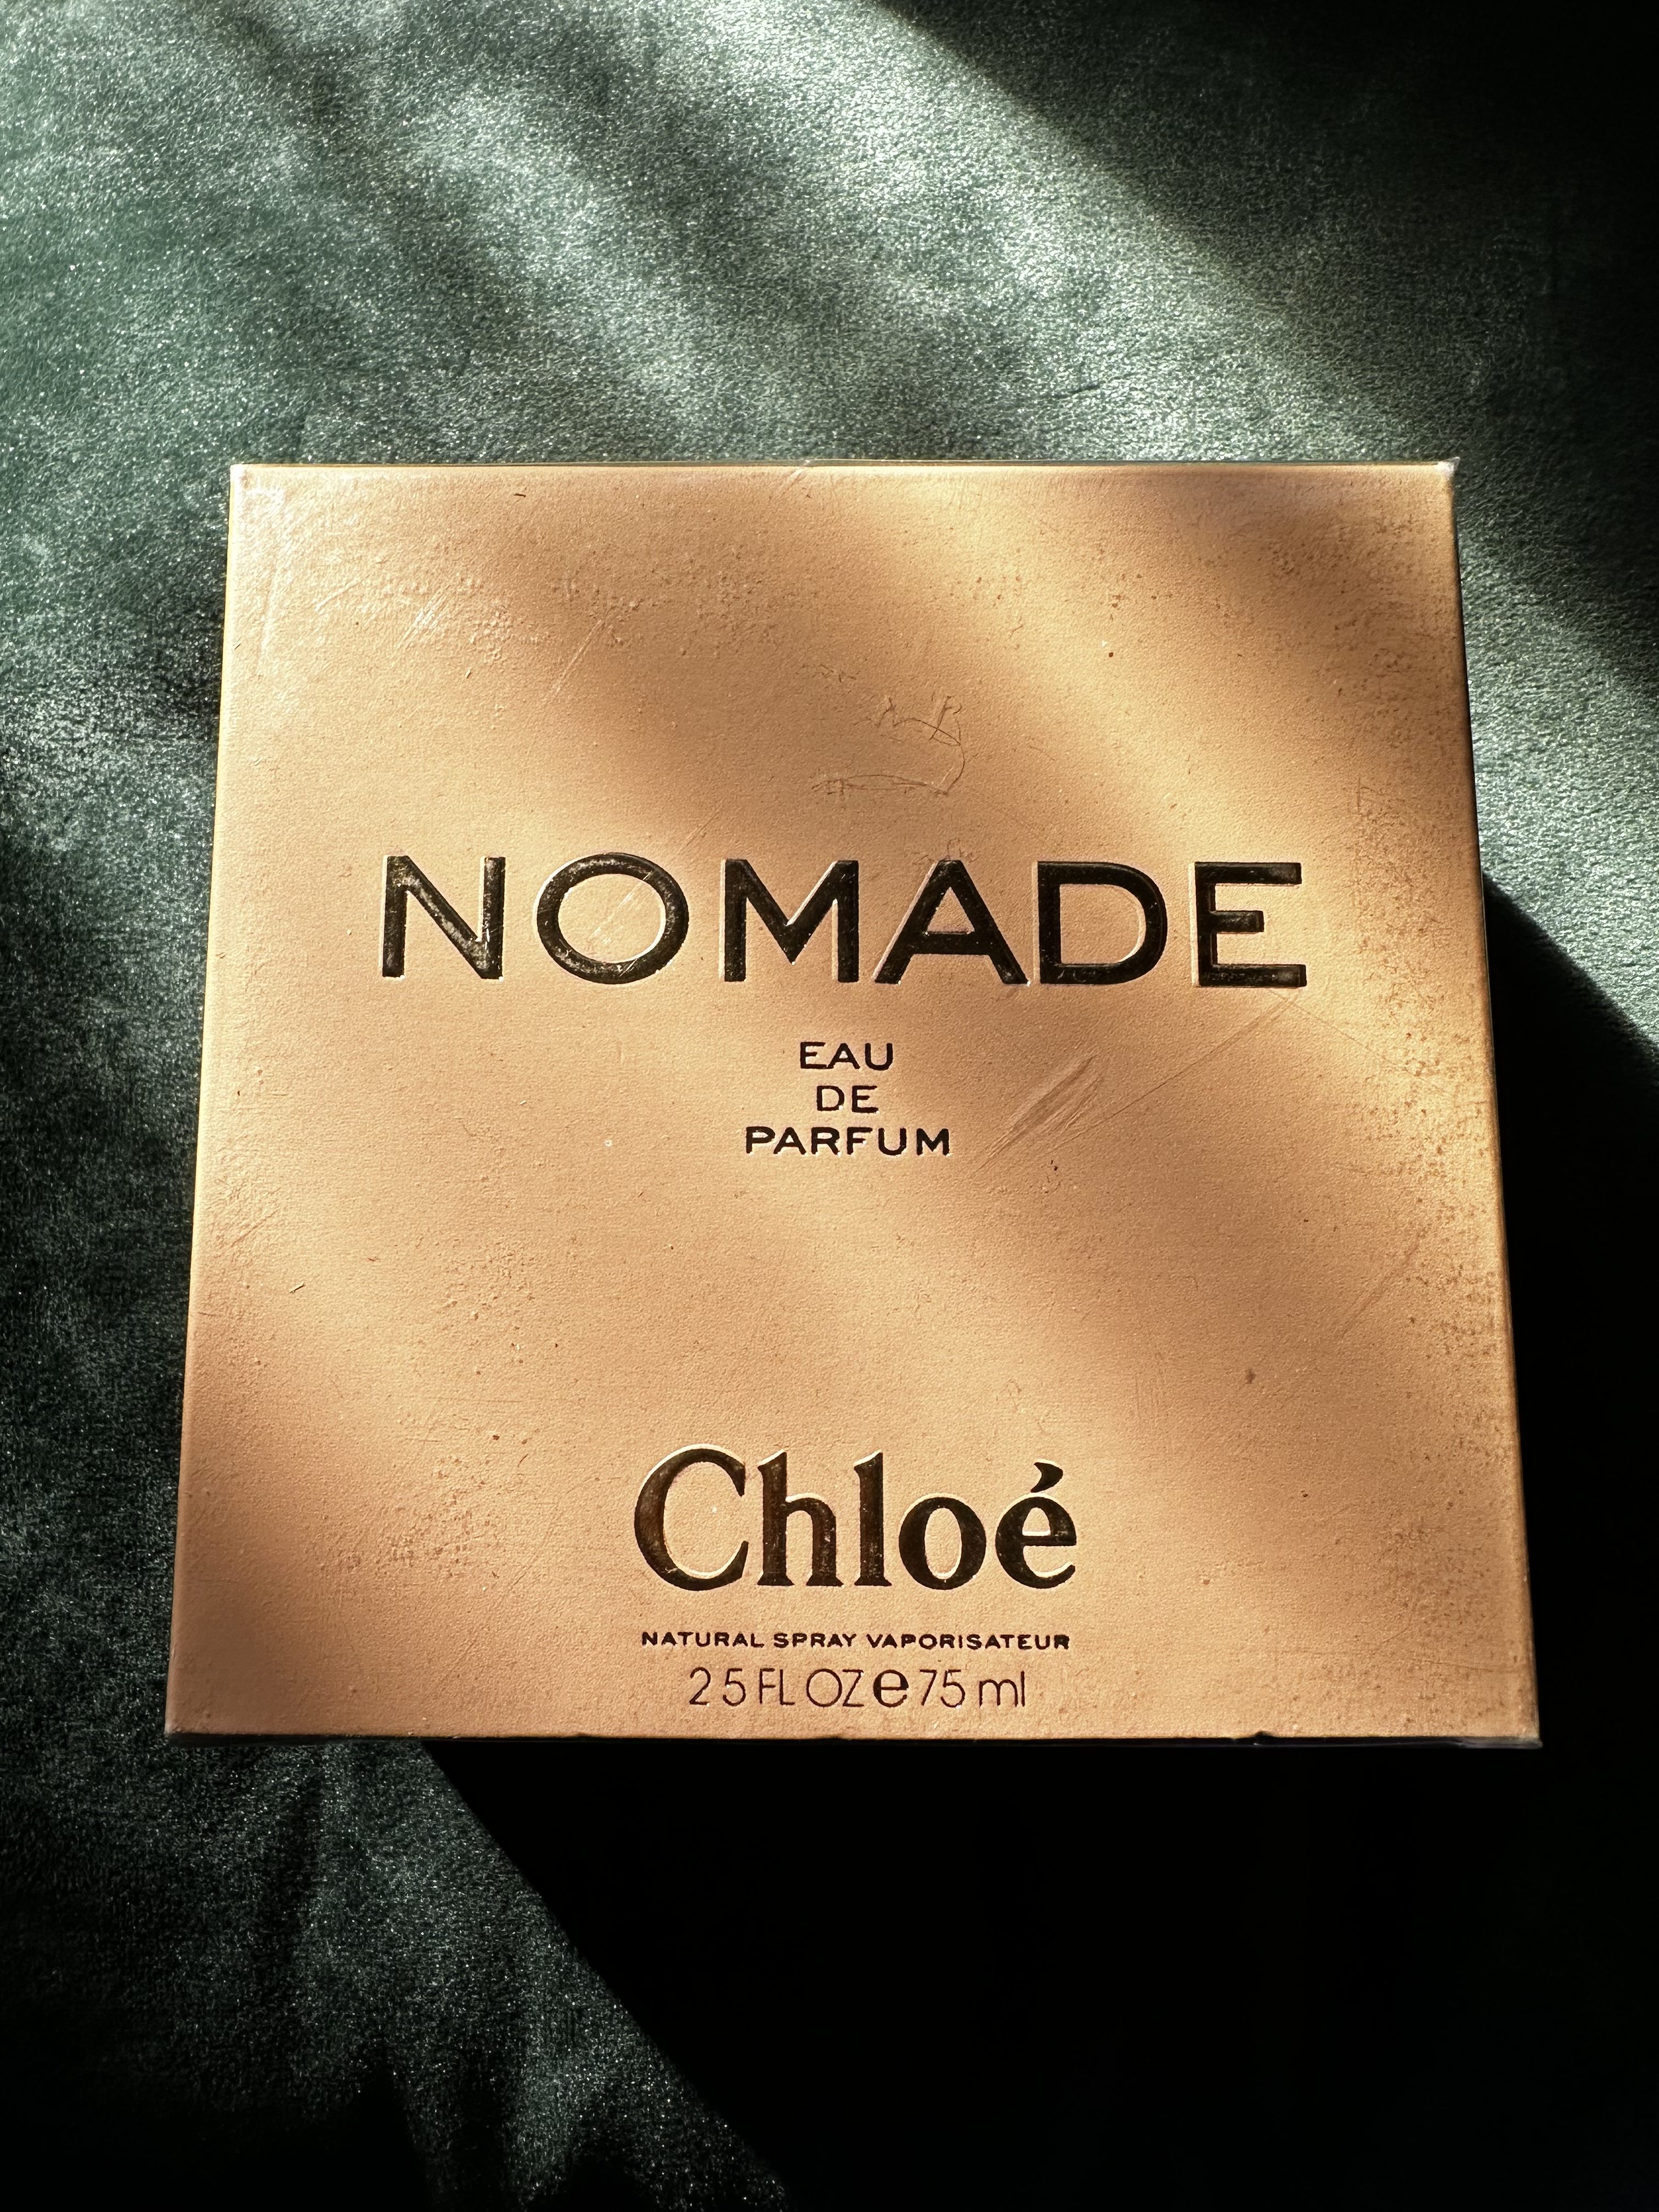 NOMADE
EAU
DE
PARFUM
Chloé
NATURAL SPRAY VAPORISATEUR
2 5 FL OZ e 75 ml